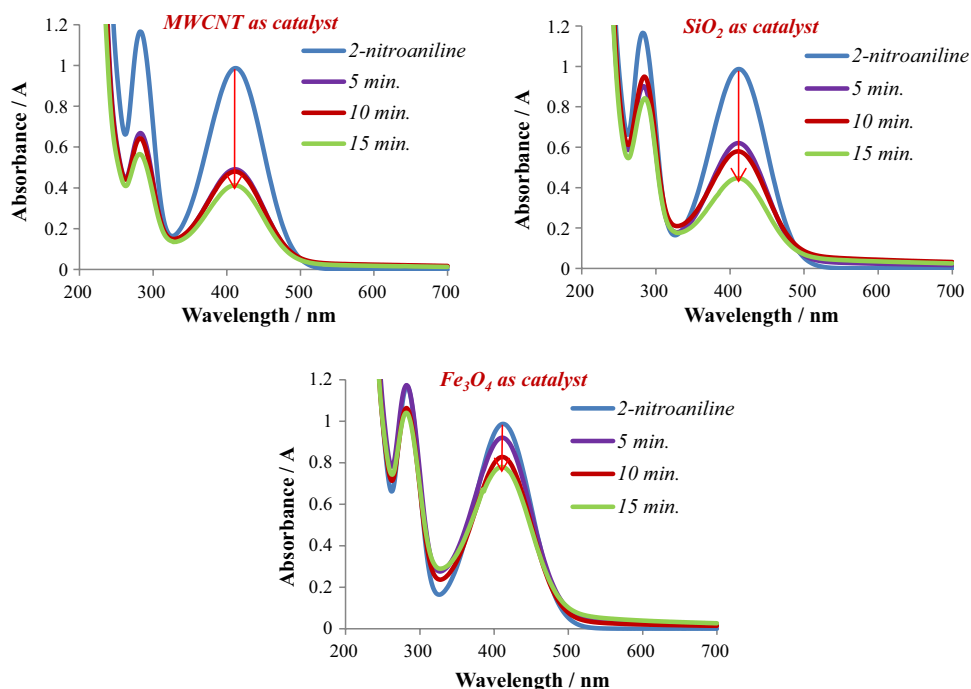 MWCNT as catalyst
Absorbance / A
1.2
1
0.8
0.6
0.4
0.2
0
200 300 400 500 600 700
Wavelength / nm
2-nitroaniline
5 min.
10 min.
15 min.
SiO₂ as catalyst
Absorbance / A
1.2
1
0.8
0.6
0.4
0.2
0
200 300 400 500 600 700
Wavelength / nm
2-nitroaniline
5 min.
10 min.
15 min.
Fe₃O₄ as catalyst
Absorbance / A
1.2
1
0.8
0.6
0.4
0.2
0
200 300 400 500 600 700
Wavelength / nm
2-nitroaniline
5 min.
10 min.
15 min.